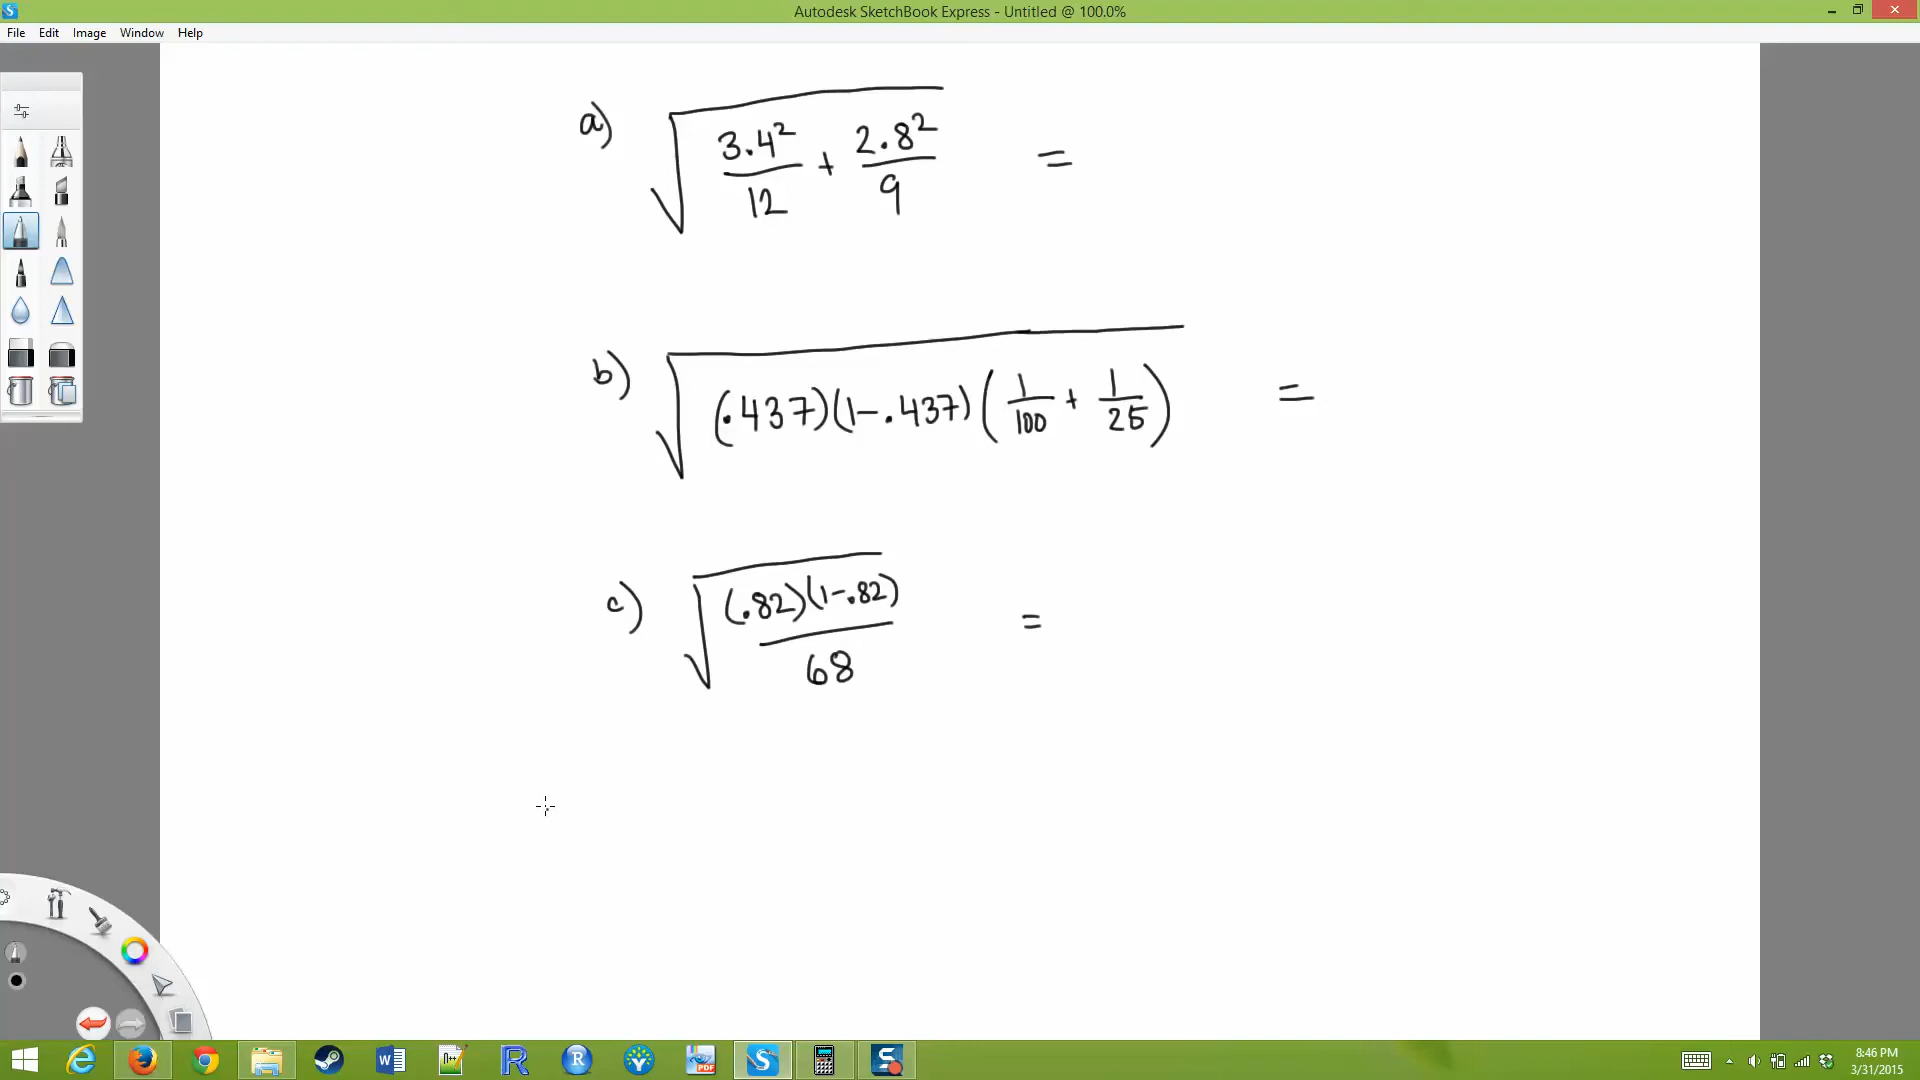 Autodesk SketchBook Express - Untitled @ 100.0%
File Edit Image Window Help
a) √(3.4²/12 + 2.8²/9) =
b) √((.437)(1-.437)(1/100 + 1/25)) =
c) √((.82)(1-.82)/68) =
8:46 PM
3/31/2015